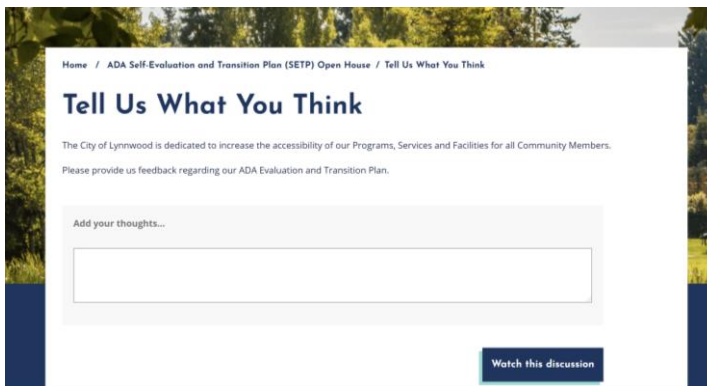 Home / ADA Self-Evaluation and Transition Plan (SETP) Open House / Tell Us What You Think
Tell Us What You Think
The City of Lynnwood is dedicated to increase the accessibility of our Programs, Services and Facilities for all Community Members.
Please provide us feedback regarding our ADA Evaluation and Transition Plan.
Add your thoughts...
Watch this discussion